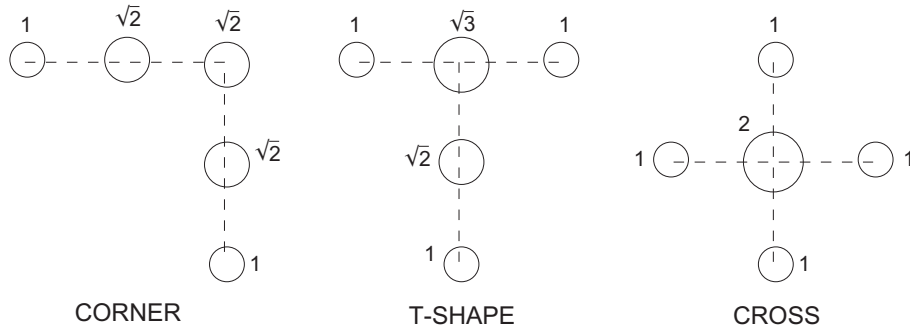 1 √2 √2
√2
1
CORNER
1 √3 1
√2
1
T-SHAPE
1
2
1 1
1
CROSS